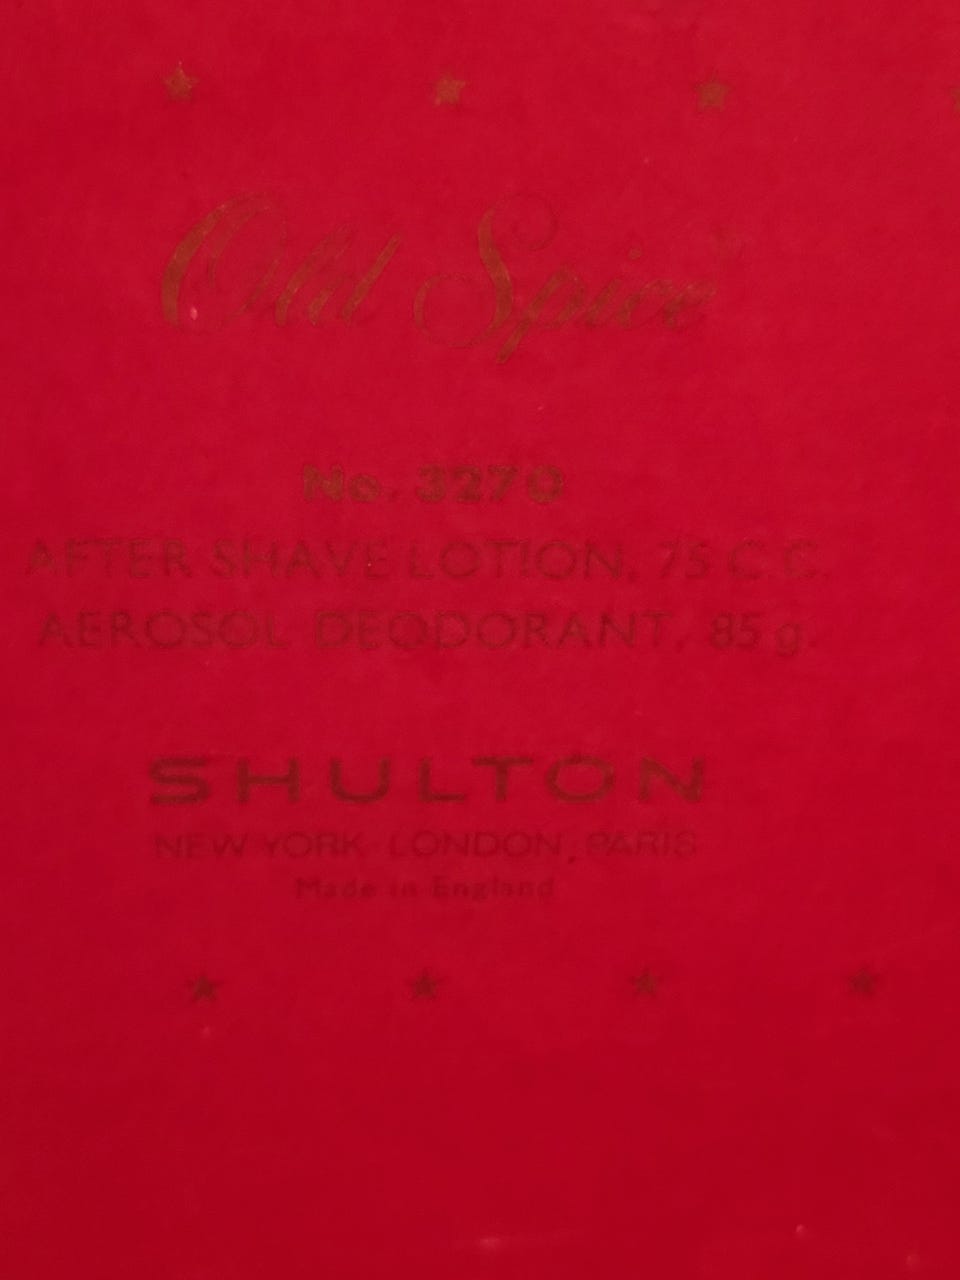 Old Spice
No. 3270
AFTER SHAVE LOTION, 75 C.C.
AEROSOL DEODORANT, 85 g.
SHULTON
NEW YORK LONDON, PARIS
Made in England